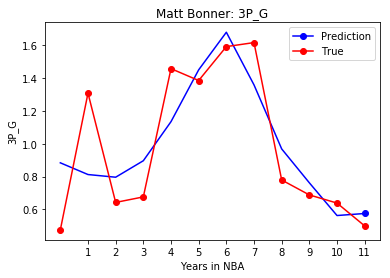 Matt Bonner: 3P_G
Prediction
True
3P_G
1.6
1.4
1.2
1.0
0.8
0.6
1 2 3 4 5 6 7 8 9 10 11
Years in NBA